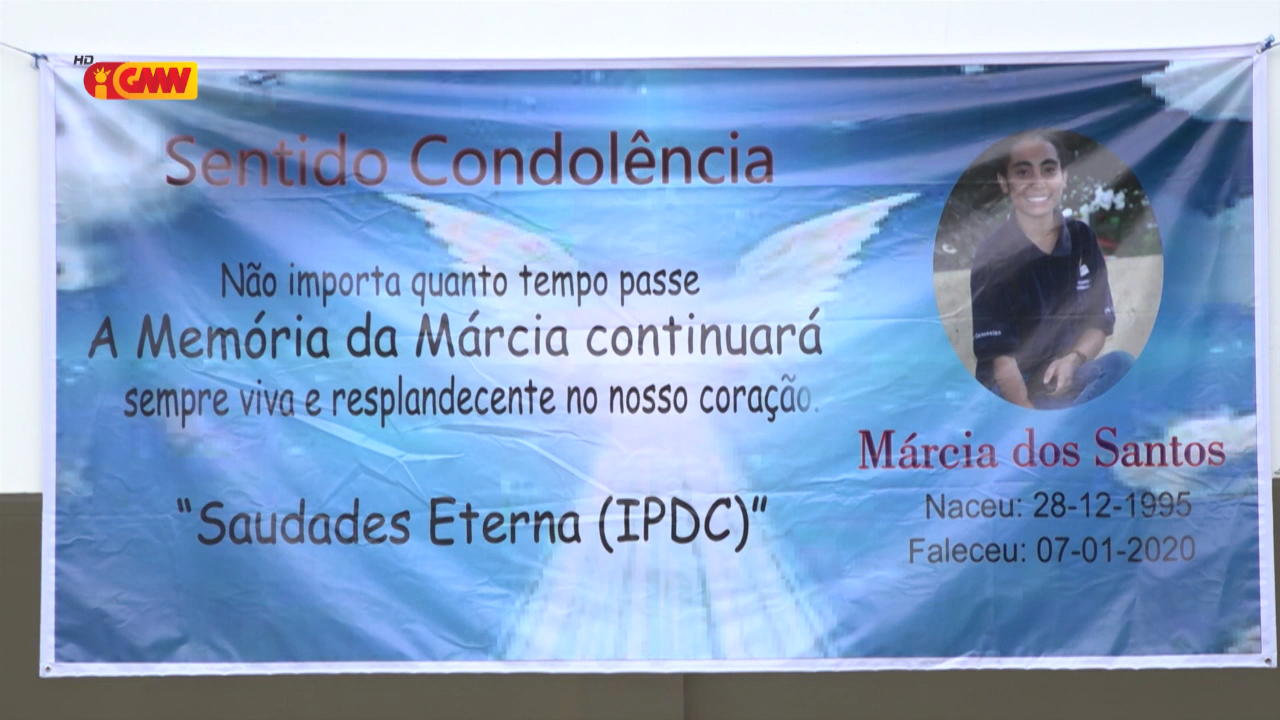 HD
GMN
Sentido Condolência
Não importa quanto tempo passe
A Memória da Márcia continuará
sempre viva e resplandecente no nosso coração.
"Saudades Eterna (IPDC)"
Márcia dos Santos
Naceu: 28-12-1995
Faleceu: 07-01-2020